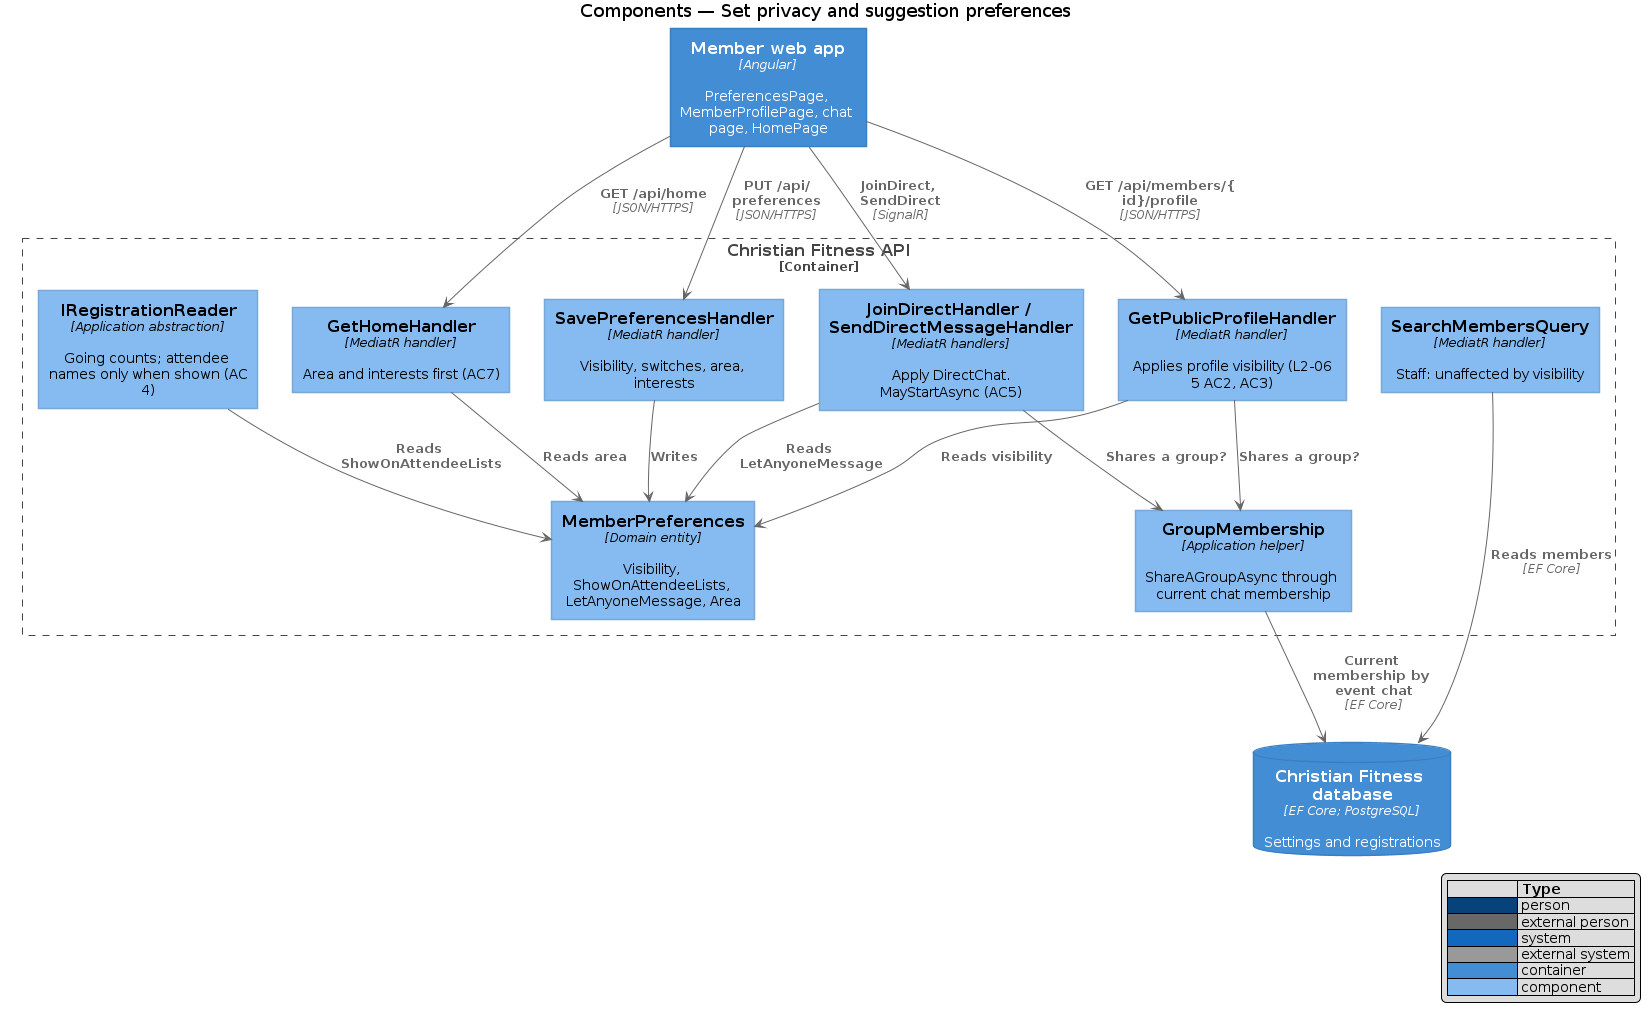 Components — Set privacy and suggestion preferences
Member web app
[Angular]
PreferencesPage,
MemberProfilePage, chat
page, HomePage
GET /api/home
[JSON/HTTPS]
PUT /api/
preferences
[JSON/HTTPS]
JoinDirect,
SendDirect
[SignalR]
GET /api/members/{
id}/profile
[JSON/HTTPS]
Christian Fitness API
[Container]
IRegistrationReader
[Application abstraction]
Going counts; attendee
names only when shown (AC
4)
GetHomeHandler
[MediatR handler]
Area and interests first (AC7)
SavePreferencesHandler
[MediatR handler]
Visibility, switches, area,
interests
JoinDirectHandler /
SendDirectMessageHandler
[MediatR handlers]
Apply DirectChat.
MayStartAsync (AC5)
GetPublicProfileHandler
[MediatR handler]
Applies profile visibility (L2-06
5 AC2, AC3)
SearchMembersQuery
[MediatR handler]
Staff: unaffected by visibility
Reads
ShowOnAttendeeLists
Reads area
Writes
Reads
LetAnyoneMessage
Reads visibility
Shares a group?
Shares a group?
MemberPreferences
[Domain entity]
Visibility,
ShowOnAttendeeLists,
LetAnyoneMessage, Area
GroupMembership
[Application helper]
ShareAGroupAsync through
current chat membership
Reads members
[EF Core]
Current
membership by
event chat
[EF Core]
Christian Fitness
database
[EF Core; PostgreSQL]
Settings and registrations
Type
person
external person
system
external system
container
component